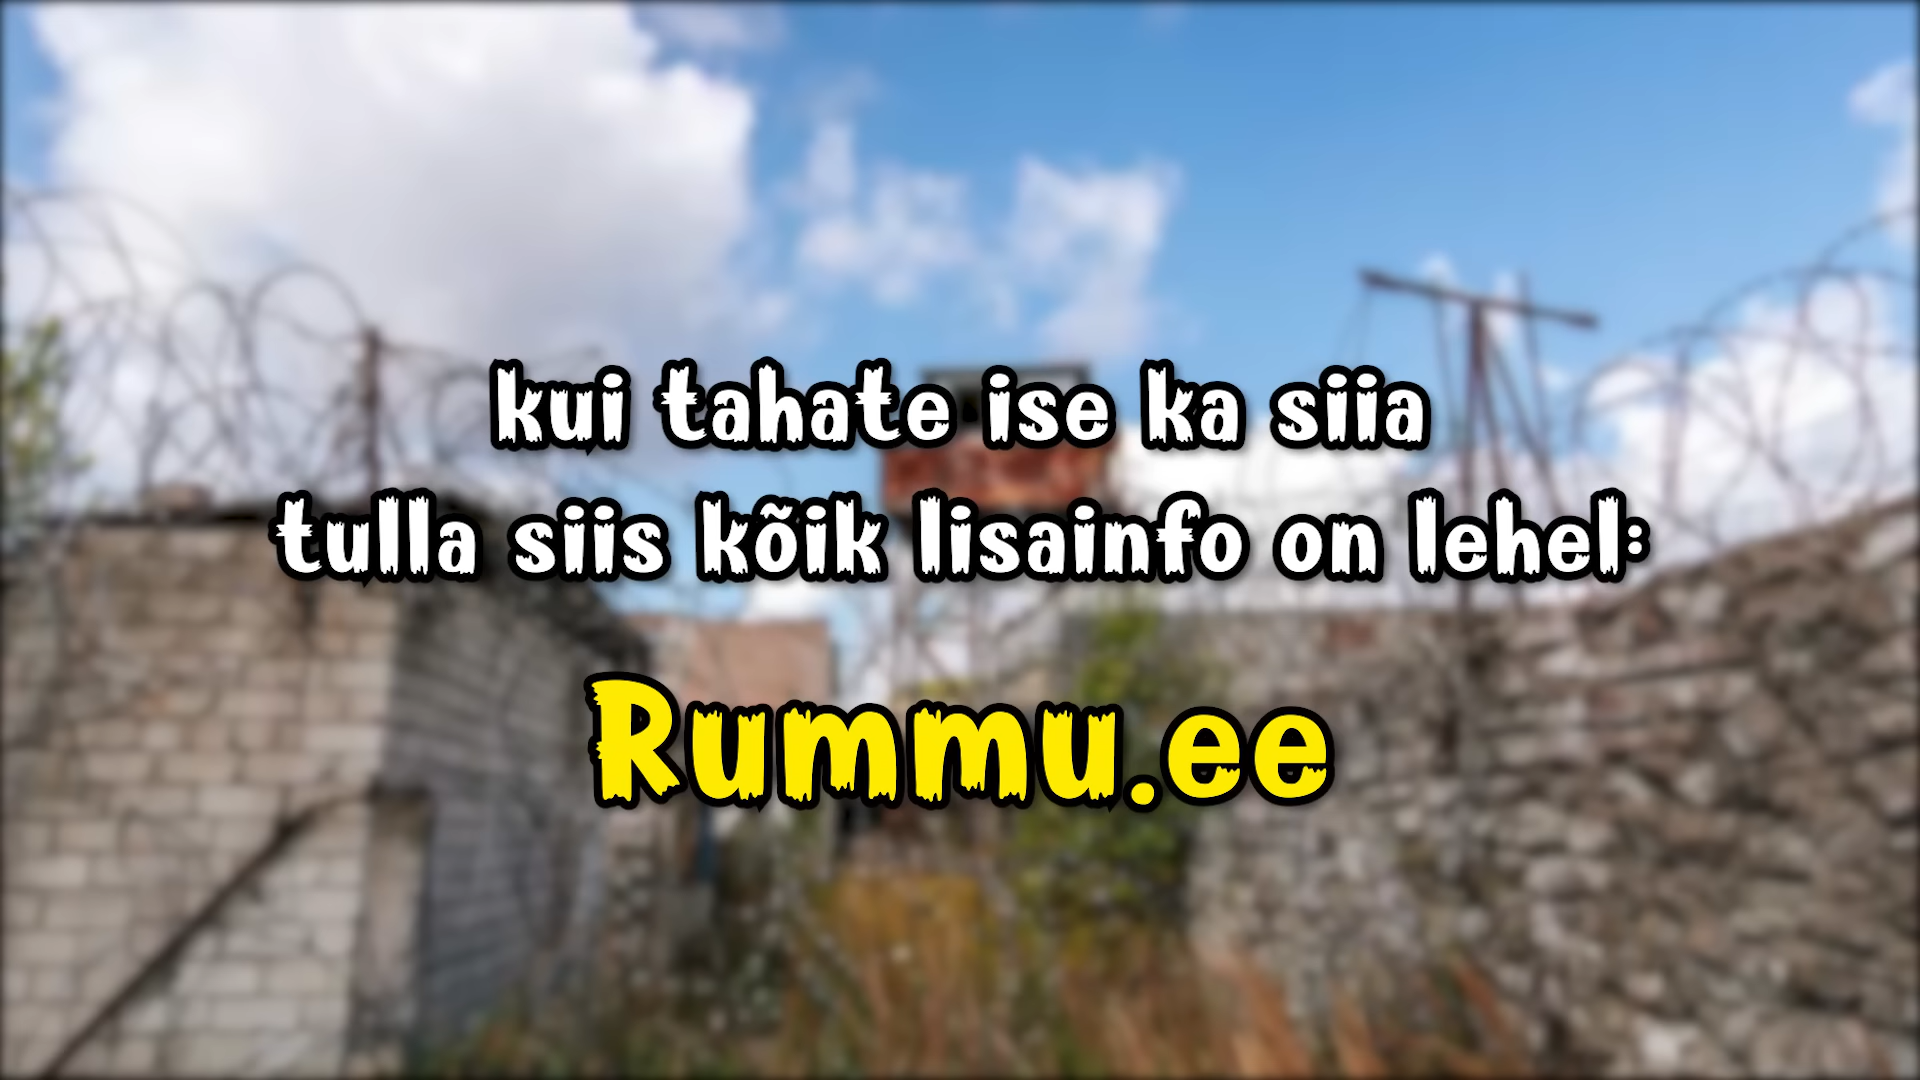 kui tahate ise ka siia
tulla siis kõik lisainfo on lehel:
Rummu.ee